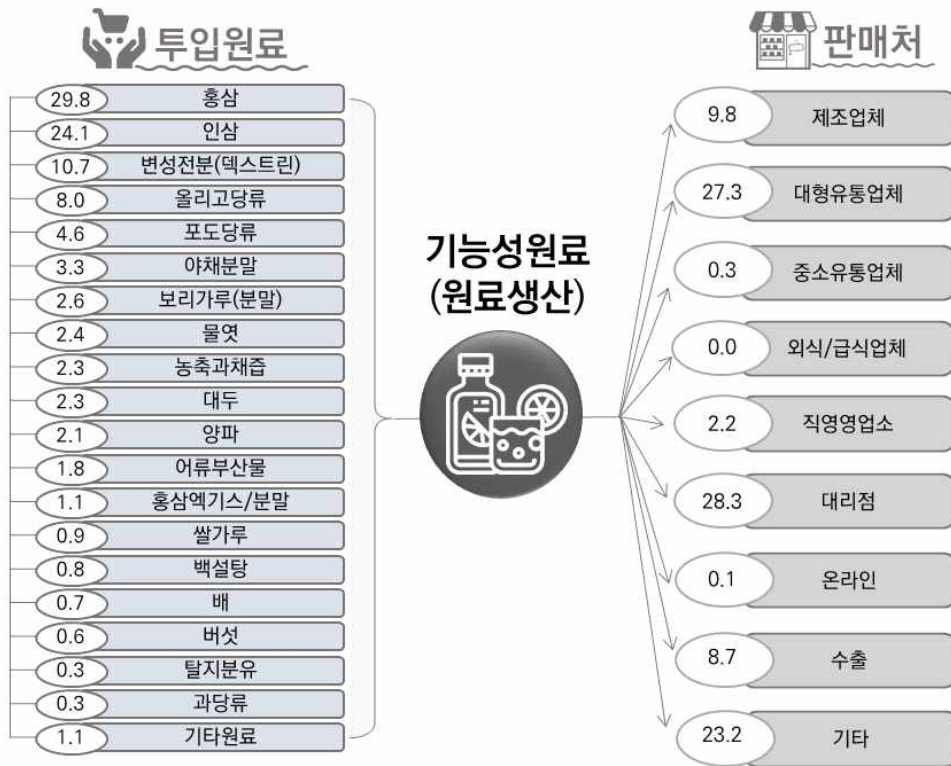 투입원료
29.8 홍삼
24.1 인삼
10.7 변성전분(덱스트린)
8.0 올리고당류
4.6 포도당류
3.3 야채분말
2.6 보리가루(분말)
2.4 물엿
2.3 농축과채즙
2.3 대두
2.1 양파
1.8 어류부산물
1.1 홍삼엑기스/분말
0.9 쌀가루
0.8 백설탕
0.7 배
0.6 버섯
0.3 탈지분유
0.3 과당류
1.1 기타원료
기능성원료
(원료생산)
판매처
9.8 제조업체
27.3 대형유통업체
0.3 중소유통업체
0.0 외식/급식업체
2.2 직영영업소
28.3 대리점
0.1 온라인
8.7 수출
23.2 기타